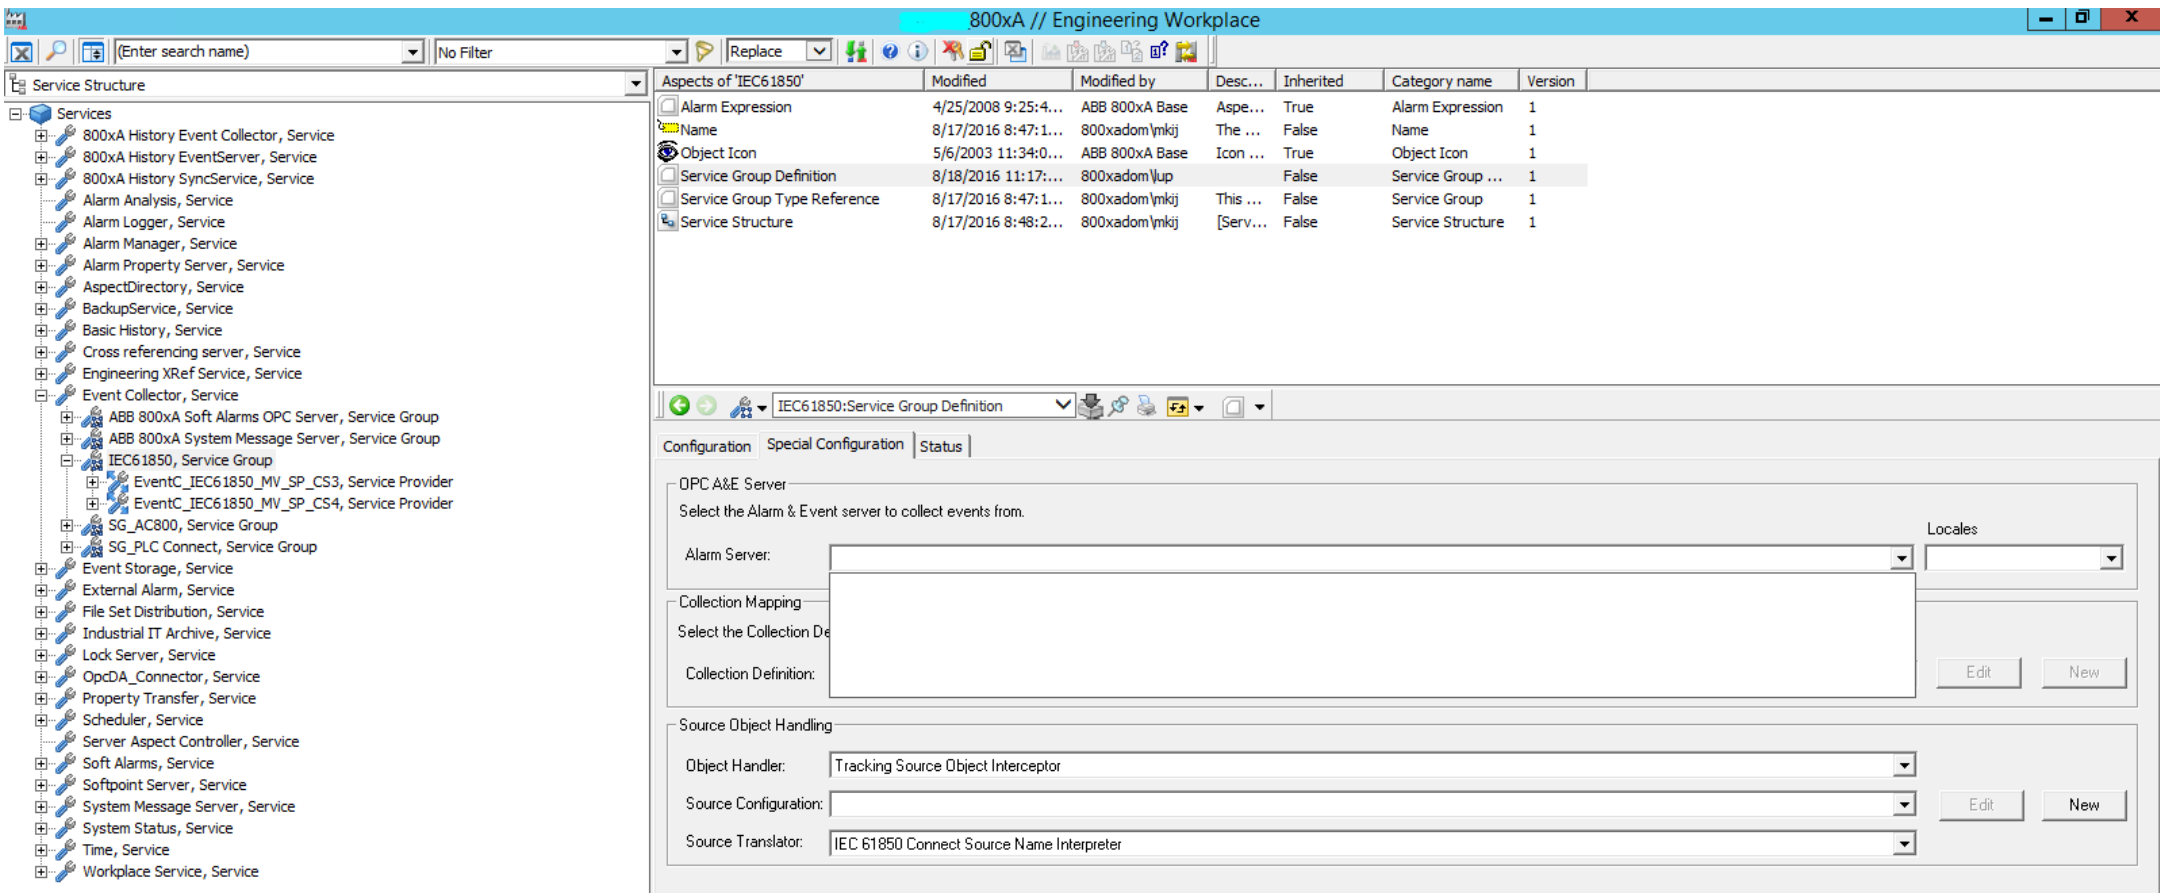 800xA // Engineering Workplace
(Enter search name)
No Filter
Replace
Service Structure
Services
800xA History Event Collector, Service
800xA History EventServer, Service
800xA History SyncService, Service
Alarm Analysis, Service
Alarm Logger, Service
Alarm Manager, Service
Alarm Property Server, Service
AspectDirectory, Service
BackupService, Service
Basic History, Service
Cross referencing server, Service
Engineering XRef Service, Service
Event Collector, Service
ABB 800xA Soft Alarms OPC Server, Service Group
ABB 800xA System Message Server, Service Group
IEC61850, Service Group
EventC_IEC61850_MV_SP_CS3, Service Provider
EventC_IEC61850_MV_SP_CS4, Service Provider
SG_AC800, Service Group
SG_PLC Connect, Service Group
Event Storage, Service
External Alarm, Service
File Set Distribution, Service
Industrial IT Archive, Service
Lock Server, Service
OpcDA_Connector, Service
Property Transfer, Service
Scheduler, Service
Server Aspect Controller, Service
Soft Alarms, Service
Softpoint Server, Service
System Message Server, Service
System Status, Service
Time, Service
Workplace Service, Service
Aspects of 'IEC61850' Modified Modified by Desc... Inherited Category name Version
Alarm Expression 4/25/2008 9:25:4... ABB 800xA Base Aspe... True Alarm Expression 1
Name 8/17/2016 8:47:1... 800xadom\mkij The ... False Name 1
Object Icon 5/6/2003 11:34:0... ABB 800xA Base Icon ... True Object Icon 1
Service Group Definition 8/18/2016 11:17:... 800xadom\lup False Service Group ... 1
Service Group Type Reference 8/17/2016 8:47:1... 800xadom\mkij This ... False Service Group 1
Service Structure 8/17/2016 8:48:2... 800xadom\mkij [Serv... False Service Structure 1
IEC61850:Service Group Definition
Configuration Special Configuration Status
OPC A&E Server
Select the Alarm & Event server to collect events from.
Locales
Alarm Server:
Collection Mapping
Select the Collection De
Collection Definition:
Edit New
Source Object Handling
Object Handler: Tracking Source Object Interceptor
Source Configuration: Edit New
Source Translator: IEC 61850 Connect Source Name Interpreter